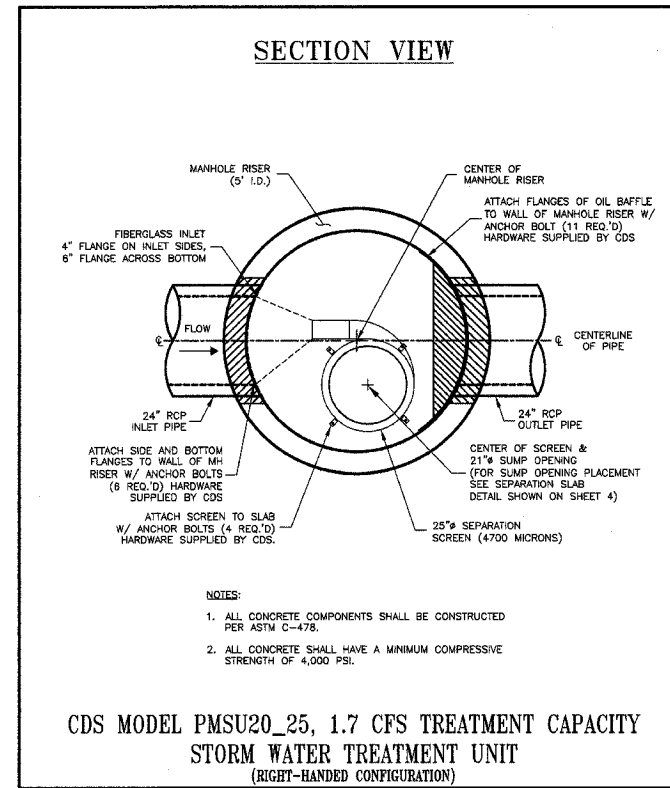 SECTION VIEW
MANHOLE RISER
(5' I.D.)
CENTER OF
MANHOLE RISER
ATTACH FLANGES OF OIL BAFFLE
TO WALL OF MANHOLE RISER W/
ANCHOR BOLT (11 REQ.'D)
HARDWARE SUPPLIED BY CDS
FIBERGLASS INLET
4" FLANGE ON INLET SIDES,
6" FLANGE ACROSS BOTTOM
FLOW
CENTERLINE
OF PIPE
24" RCP
INLET PIPE
24" RCP
OUTLET PIPE
ATTACH SIDE AND BOTTOM
FLANGES TO WALL OF MH
RISER W/ ANCHOR BOLTS
(6 REQ.'D) HARDWARE
SUPPLIED BY CDS
CENTER OF SCREEN &
21"ø SUMP OPENING
(FOR SUMP OPENING PLACEMENT
SEE SEPARATION SLAB
DETAIL SHOWN ON SHEET 4)
ATTACH SCREEN TO SLAB
W/ ANCHOR BOLTS (4 REQ.'D)
HARDWARE SUPPLIED BY CDS.
25"ø SEPARATION
SCREEN (4700 MICRONS)
NOTES:
1. ALL CONCRETE COMPONENTS SHALL BE CONSTRUCTED
PER ASTM C-478.
2. ALL CONCRETE SHALL HAVE A MINIMUM COMPRESSIVE
STRENGTH OF 4,000 PSI.
CDS MODEL PMSU20_25, 1.7 CFS TREATMENT CAPACITY
STORM WATER TREATMENT UNIT
(RIGHT-HANDED CONFIGURATION)